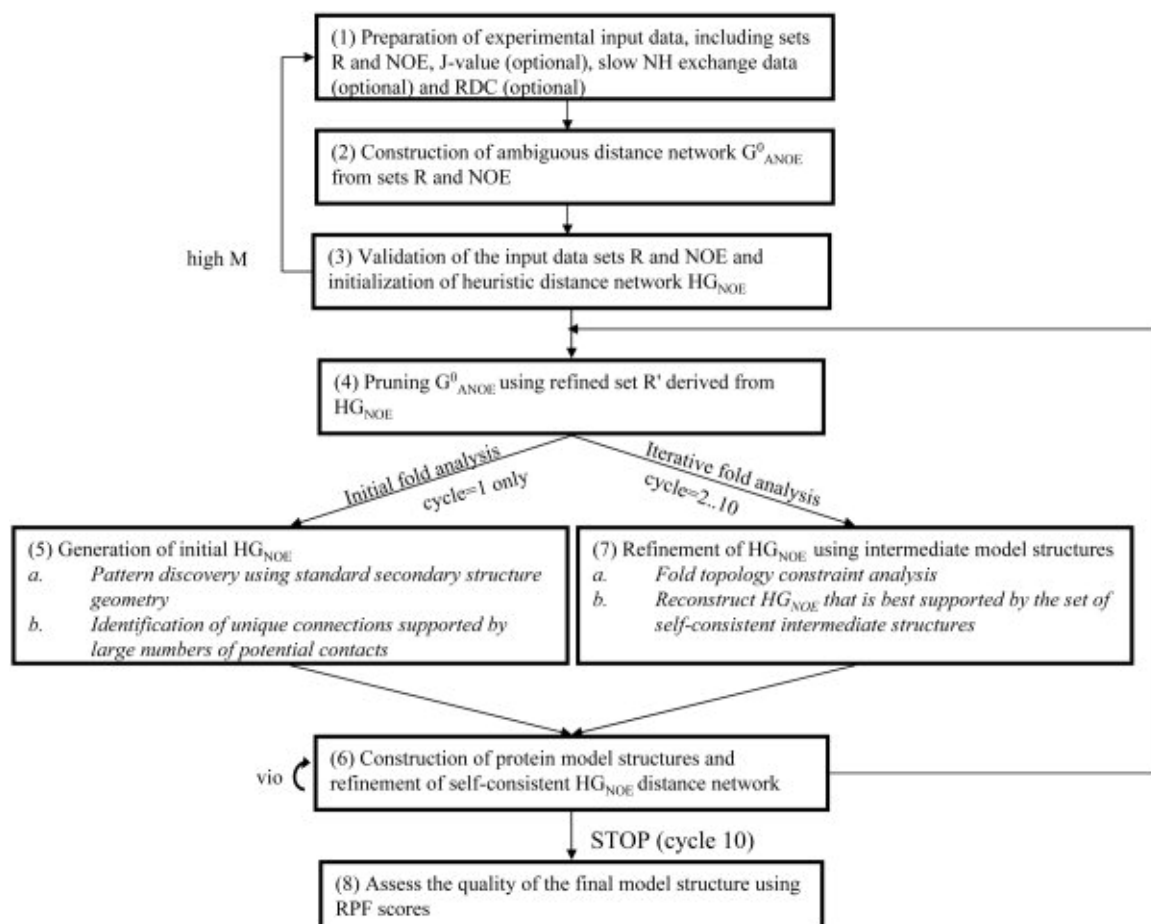 (1) Preparation of experimental input data, including sets
R and NOE, J-value (optional), slow NH exchange data
(optional) and RDC (optional)
(2) Construction of ambiguous distance network G⁰ANOE
from sets R and NOE
high M
(3) Validation of the input data sets R and NOE and
initialization of heuristic distance network HGNOE
(4) Pruning G⁰ANOE using refined set R' derived from
HGNOE
Initial fold analysis
cycle=1 only
Iterative fold analysis
cycle=2..10
(5) Generation of initial HGNOE
a. Pattern discovery using standard secondary structure
geometry
b. Identification of unique connections supported by
large numbers of potential contacts
(7) Refinement of HGNOE using intermediate model structures
a. Fold topology constraint analysis
b. Reconstruct HGNOE that is best supported by the set of
self-consistent intermediate structures
vio
(6) Construction of protein model structures and
refinement of self-consistent HGNOE distance network
STOP (cycle 10)
(8) Assess the quality of the final model structure using
RPF scores